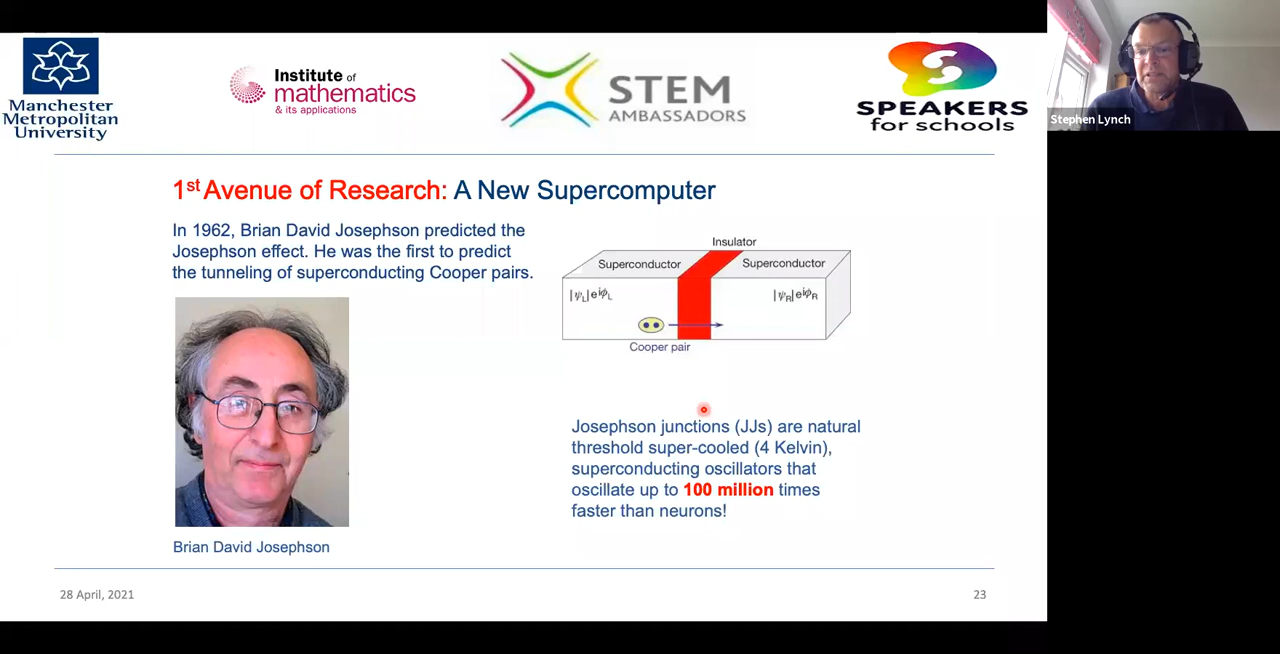 Manchester
Metropolitan
University
Institute of
mathematics
& its applications
STEM
AMBASSADORS
SPEAKERS
for schools
Stephen Lynch
1st Avenue of Research: A New Supercomputer
In 1962, Brian David Josephson predicted the
Josephson effect. He was the first to predict
the tunneling of superconducting Cooper pairs.
Insulator
Superconductor
Superconductor
|ψL|eiϕL
|ψR|eiϕR
Cooper pair
Josephson junctions (JJs) are natural
threshold super-cooled (4 Kelvin),
superconducting oscillators that
oscillate up to 100 million times
faster than neurons!
Brian David Josephson
28 April, 2021
23